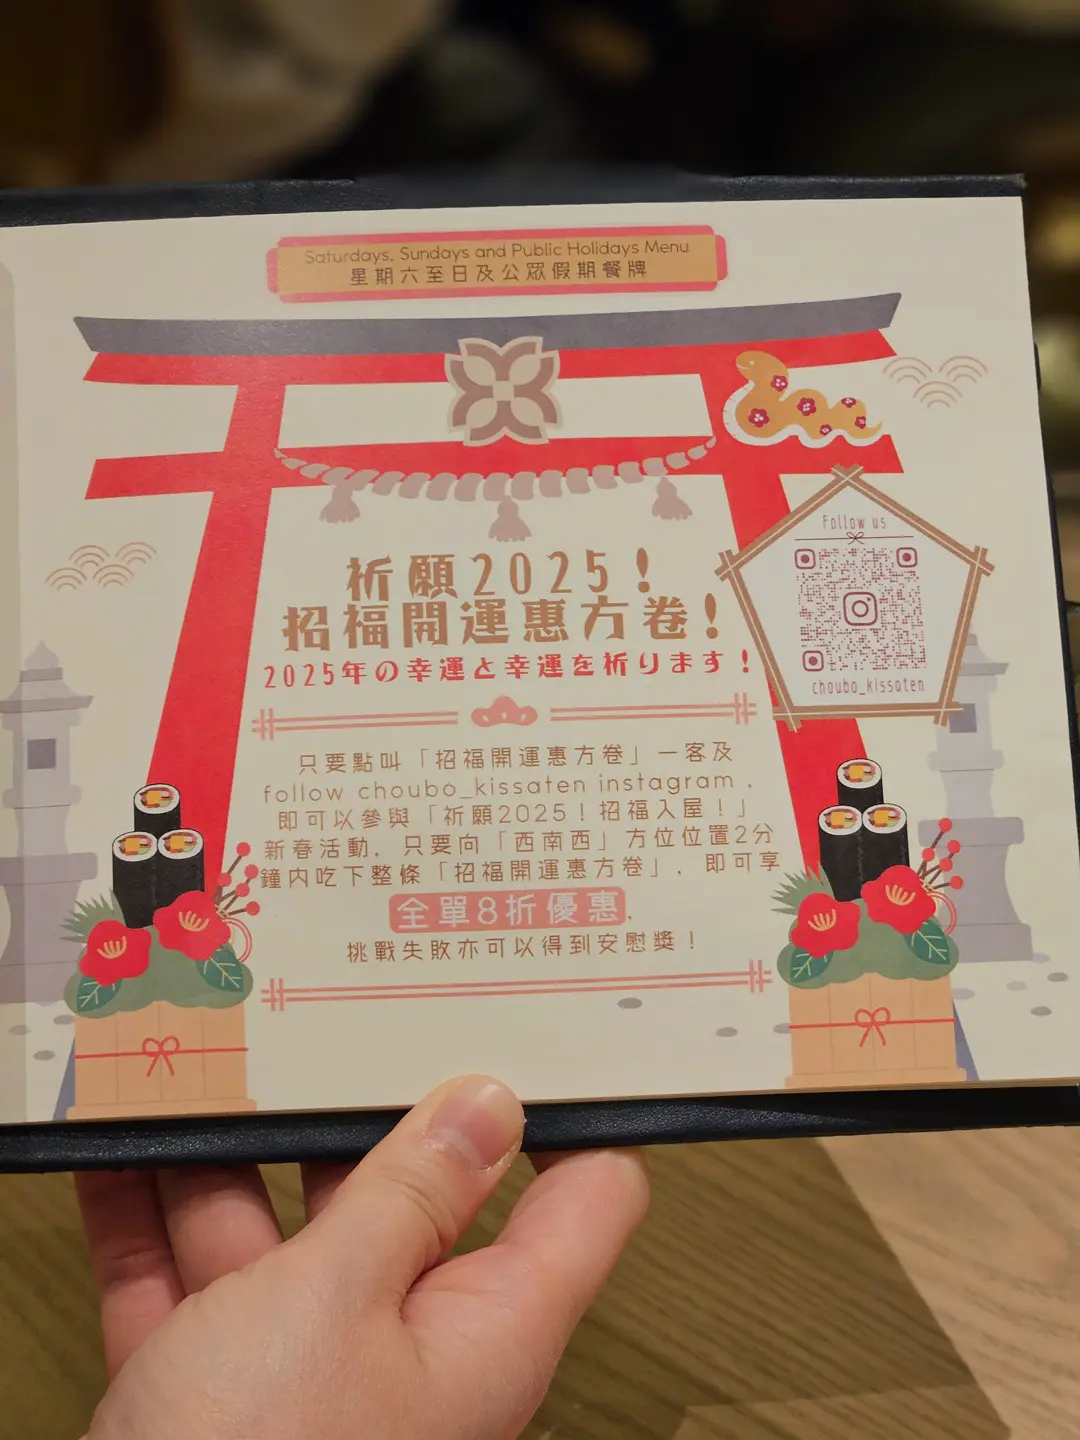 Saturdays, Sundays and Public Holidays Menu
星期六至日及公眾假期餐牌
Follow us
choubo_kissaten
祈願2025！
招福開運惠方卷！
2025年の幸運と幸運を祈ります！
只要點叫「招福開運惠方卷」一客及
follow choubo_kissaten instagram，
即可以參與「祈願2025！招福入屋！」
新春活動，只要向「西南西」方位位置2分
鐘內吃下整條「招福開運惠方卷」，即可享
全單8折優惠，
挑戰失敗亦可以得到安慰獎！